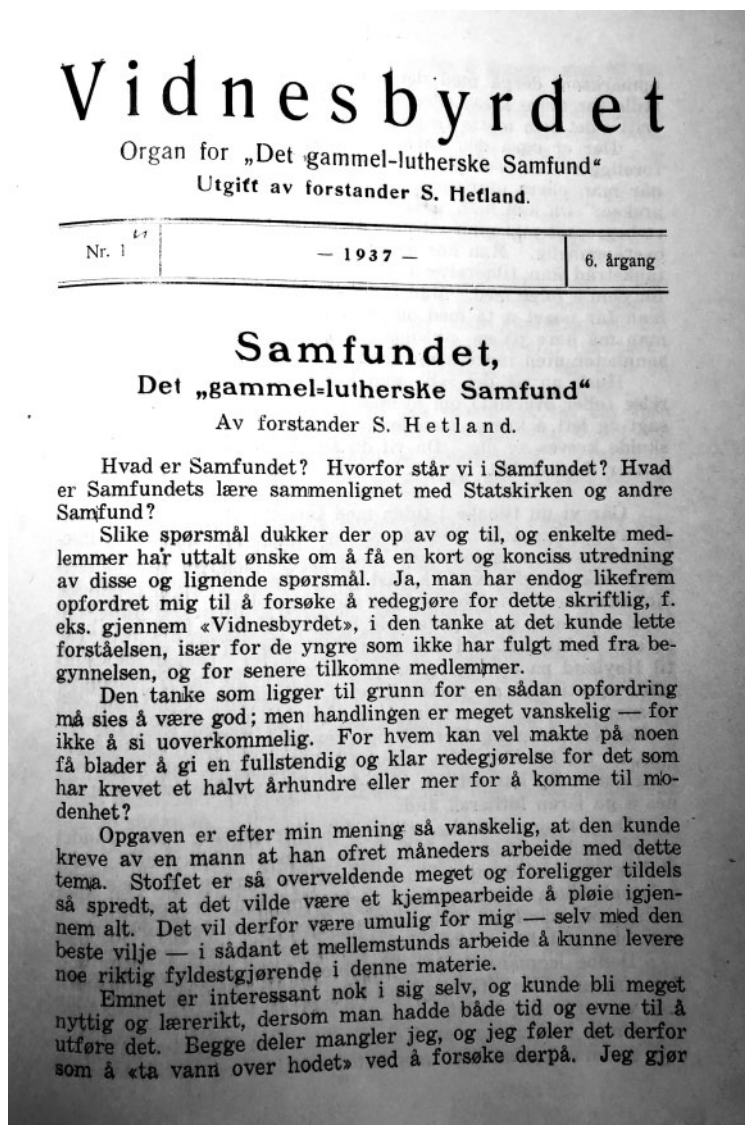 Vidnesbyrdet
Organ for „Det gammel-lutherske Samfund“
Utgitt av forstander S. Hetland.
Nr. 1
— 1937 —
6. årgang
Samfundet,
Det „gammel=lutherske Samfund“
Av forstander S. Hetland.
Hvad er Samfundet? Hvorfor står vi i Samfundet? Hvad
er Samfundets lære sammenlignet med Statskirken og andre
Samfund?
Slike spørsmål dukker der op av og til, og enkelte med-
lemmer har uttalt ønske om å få en kort og konciss utredning
av disse og lignende spørsmål. Ja, man har endog likefrem
opfordret mig til å forsøke å redegjøre for dette skriftlig, f.
eks. gjennem «Vidnesbyrdet», i den tanke at det kunde lette
forståelsen, især for de yngre som ikke har fulgt med fra be-
gynnelsen, og for senere tilkomne medlemmer.
Den tanke som ligger til grunn for en sådan opfordring
må sies å være god; men handlingen er meget vanskelig — for
ikke å si uoverkommelig. For hvem kan vel makte på noen
få blader å gi en fullstendig og klar redegjørelse for det som
har krevet et halvt århundre eller mer for å komme til mo-
denhet?
Opgaven er efter min mening så vanskelig, at den kunde
kreve av en mann at han ofret måneders arbeide med dette
tema. Stoffet er så overveldende meget og foreligger tildels
så spredt, at det vilde være et kjempearbeide å pløie igjen-
nem alt. Det vil derfor være umulig for mig — selv med den
beste vilje — i sådant et mellemstunds arbeide å kunne levere
noe riktig fyldestgjørende i denne materie.
Emnet er interessant nok i sig selv, og kunde bli meget
nyttig og lærerikt, dersom man hadde både tid og evne til å
utføre det. Begge deler mangler jeg, og jeg føler det derfor
som å «ta vann over hodet» ved å forsøke derpå. Jeg gjør